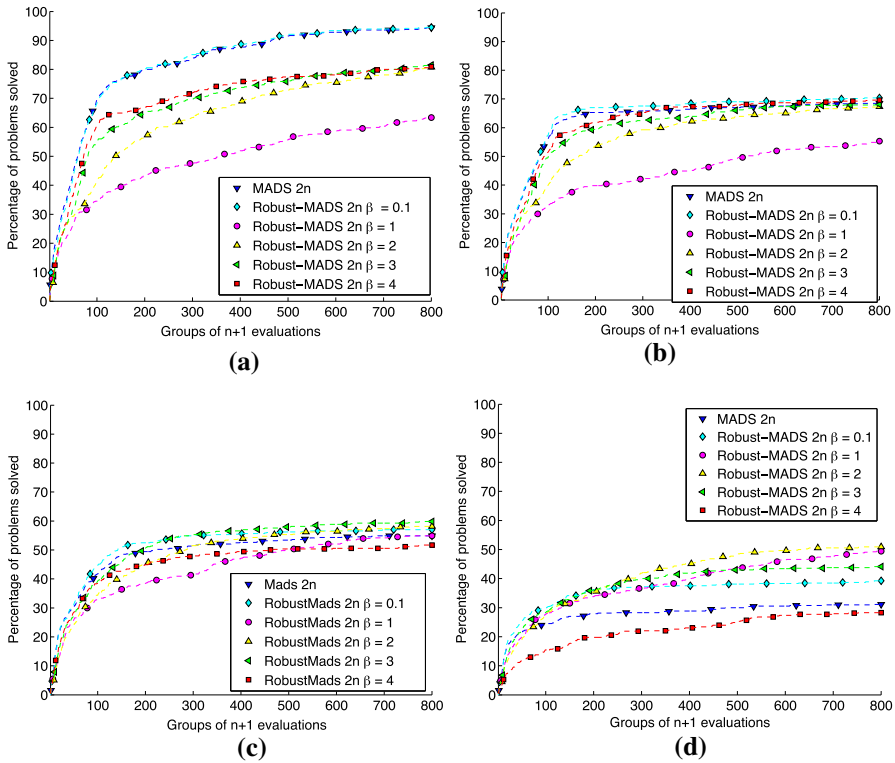 100
90
80
70
60
50
40
30
20
10
0
Percentage of problems solved
MADS 2n
Robust−MADS 2n β = 0.1
Robust−MADS 2n β = 1
Robust−MADS 2n β = 2
Robust−MADS 2n β = 3
Robust−MADS 2n β = 4
100 200 300 400 500 600 700 800
Groups of n+1 evaluations
(a)
100
90
80
70
60
50
40
30
20
10
0
Percentage of problems solved
MADS 2n
Robust−MADS 2n β = 0.1
Robust−MADS 2n β = 1
Robust−MADS 2n β = 2
Robust−MADS 2n β = 3
Robust−MADS 2n β = 4
100 200 300 400 500 600 700 800
Groups of n+1 evaluations
(b)
100
90
80
70
60
50
40
30
20
10
0
Percentage of problems solved
Mads 2n
RobustMads 2n β = 0.1
RobustMads 2n β = 1
RobustMads 2n β = 2
RobustMads 2n β = 3
RobustMads 2n β = 4
0 100 200 300 400 500 600 700 800
Groups of n+1 evaluations
(c)
100
90
80
70
60
50
40
30
20
10
0
Percentage of problems solved
MADS 2n
Robust−MADS 2n β = 0.1
Robust−MADS 2n β = 1
Robust−MADS 2n β = 2
Robust−MADS 2n β = 3
Robust−MADS 2n β = 4
100 200 300 400 500 600 700 800
Groups of n+1 evaluations
(d)